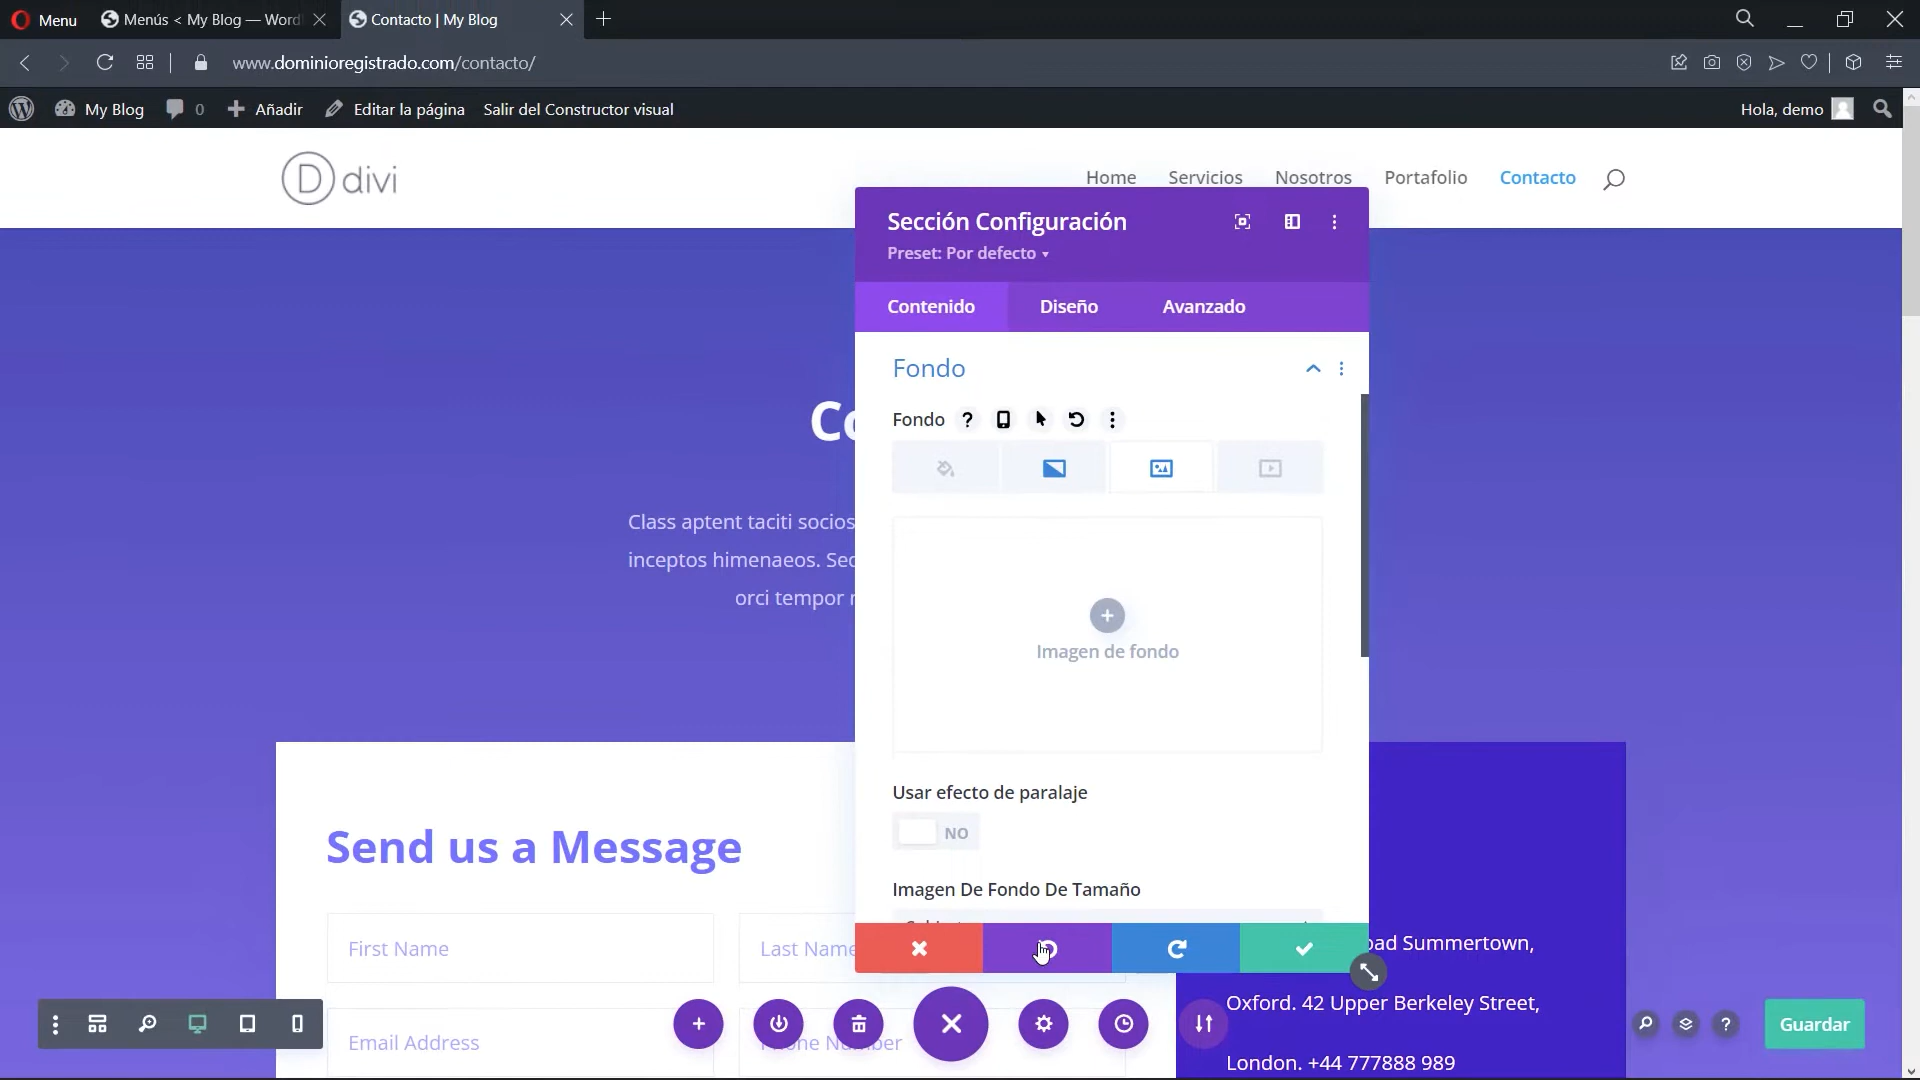 Menu
Menús < My Blog — Word
Contacto | My Blog
www.dominioregistrado.com/contacto/
My Blog
0
Añadir
Editar la página
Salir del Constructor visual
Hola, demo
D divi
Home
Servicios
Nosotros
Portafolio
Contacto
Sección Configuración
Preset: Por defecto
Contenido
Diseño
Avanzado
Fondo
Fondo
Imagen de fondo
Usar efecto de paralaje
NO
Imagen De Fondo De Tamaño
Class aptent taciti socios
inceptos himenaeos. Sed
orci tempor
Send us a Message
First Name
Last Name
Email Address
Phone Number
Summertown,
Oxford. 42 Upper Berkeley Street,
London. +44 777888 989
Guardar